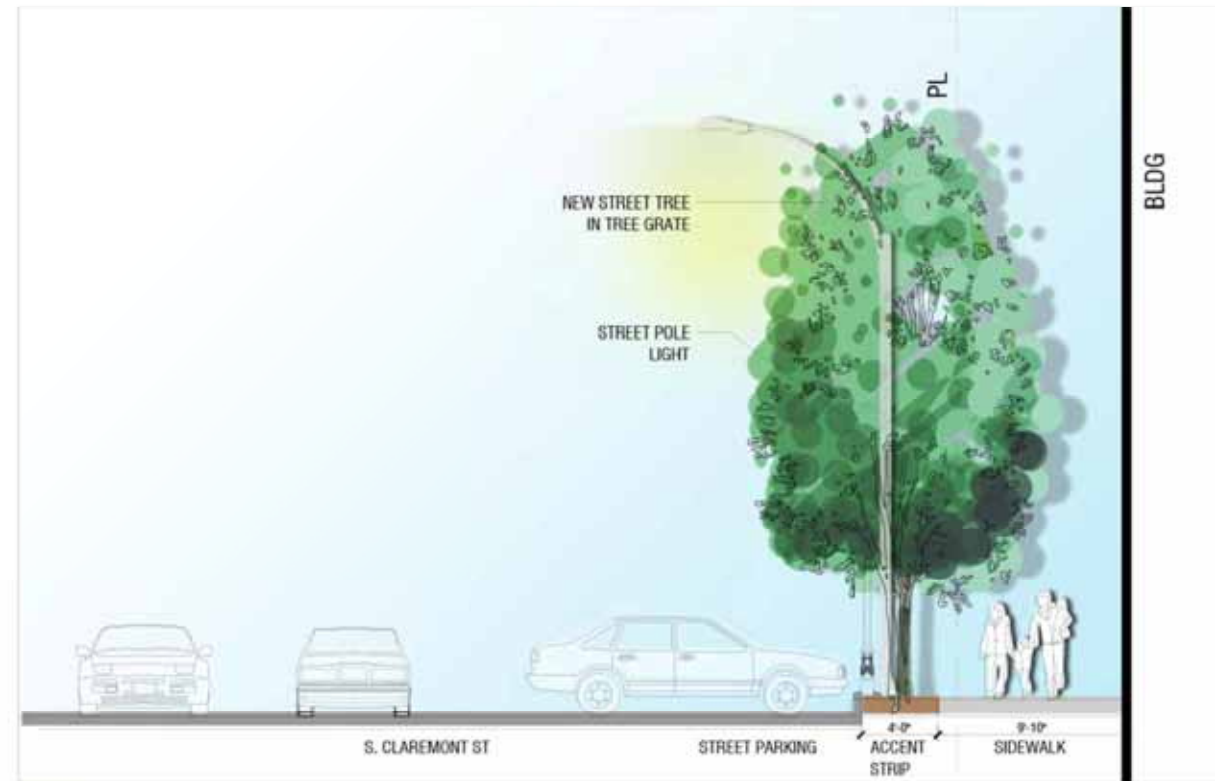 PL
BLDG
NEW STREET TREE
IN TREE GRATE
STREET POLE
LIGHT
4'-0"
9'-10"
S. CLAREMONT ST
STREET PARKING
ACCENT
STRIP
SIDEWALK